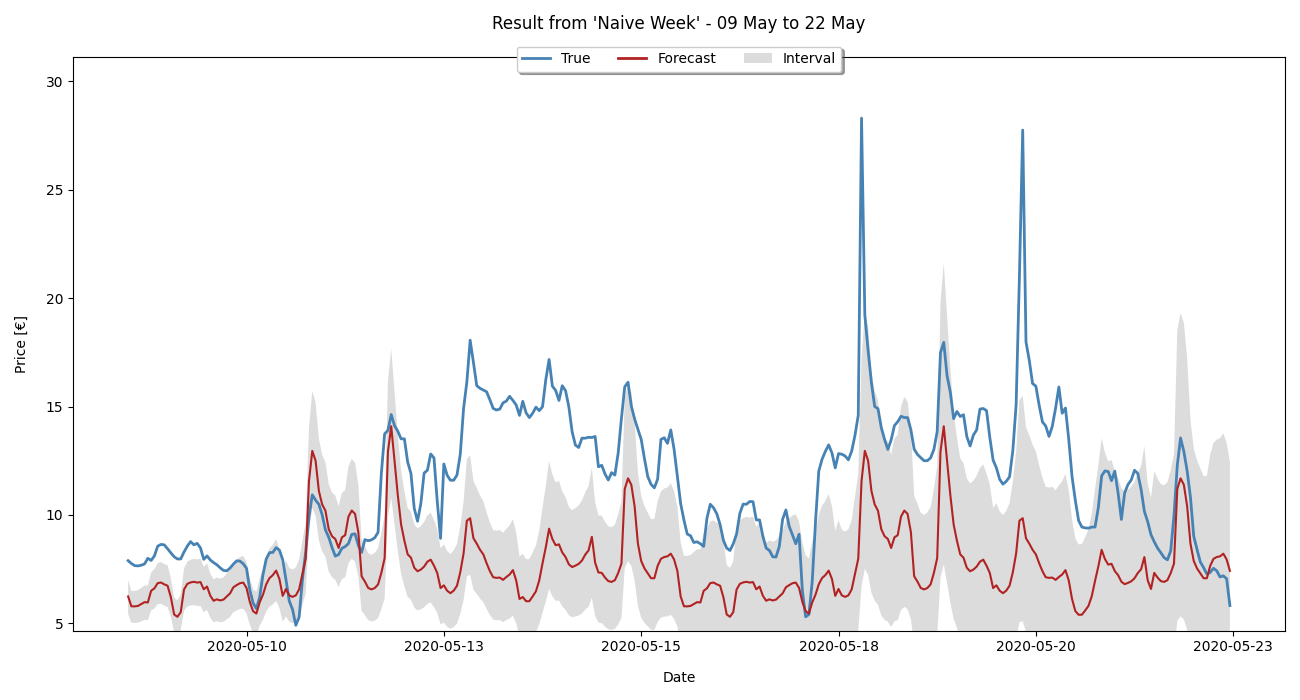 Result from 'Naive Week' - 09 May to 22 May
True Forecast Interval
30
25
20
15
10
5
Price [€]
2020-05-10 2020-05-13 2020-05-15 2020-05-18 2020-05-20 2020-05-23
Date